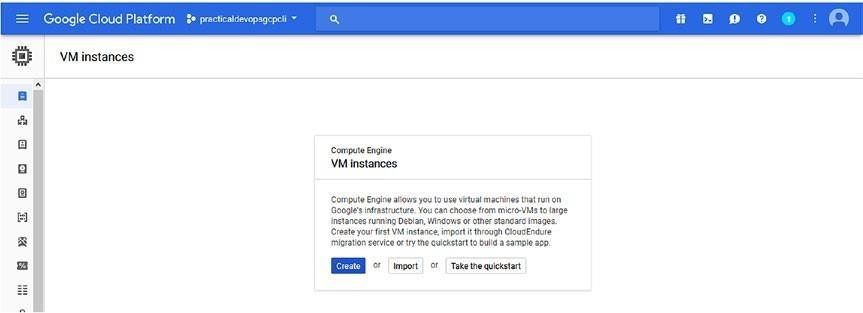 Google Cloud Platform practicaldevopsgcpcli
1
VM instances
Compute Engine
VM instances
Compute Engine allows you to use virtual machines that run on
Google's infrastructure. You can choose from micro-VMs to large
instances running Debian, Windows or other standard images.
Create your first VM instance, import it through CloudEndure
migration service or try the quickstart to build a sample app.
Create or Import or Take the quickstart